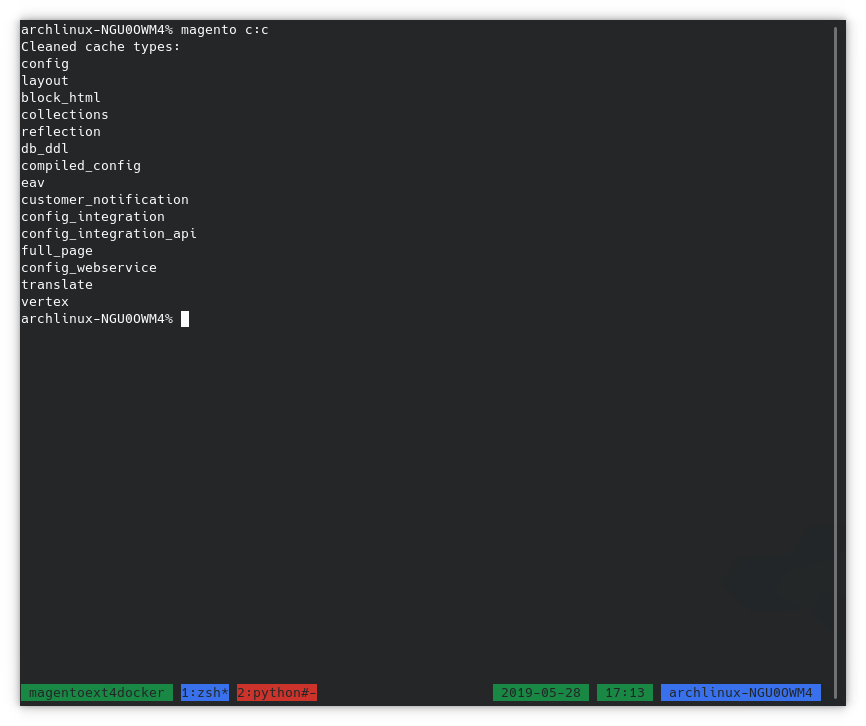 archlinux-NGU0OWM4% magento c:c
Cleaned cache types:
config
layout
block_html
collections
reflection
db_ddl
compiled_config
eav
customer_notification
config_integration
config_integration_api
full_page
config_webservice
translate
vertex
archlinux-NGU0OWM4%
magentoext4docker 1:zsh* 2:python#- 2019-05-28 17:13 archlinux-NGU0OWM4